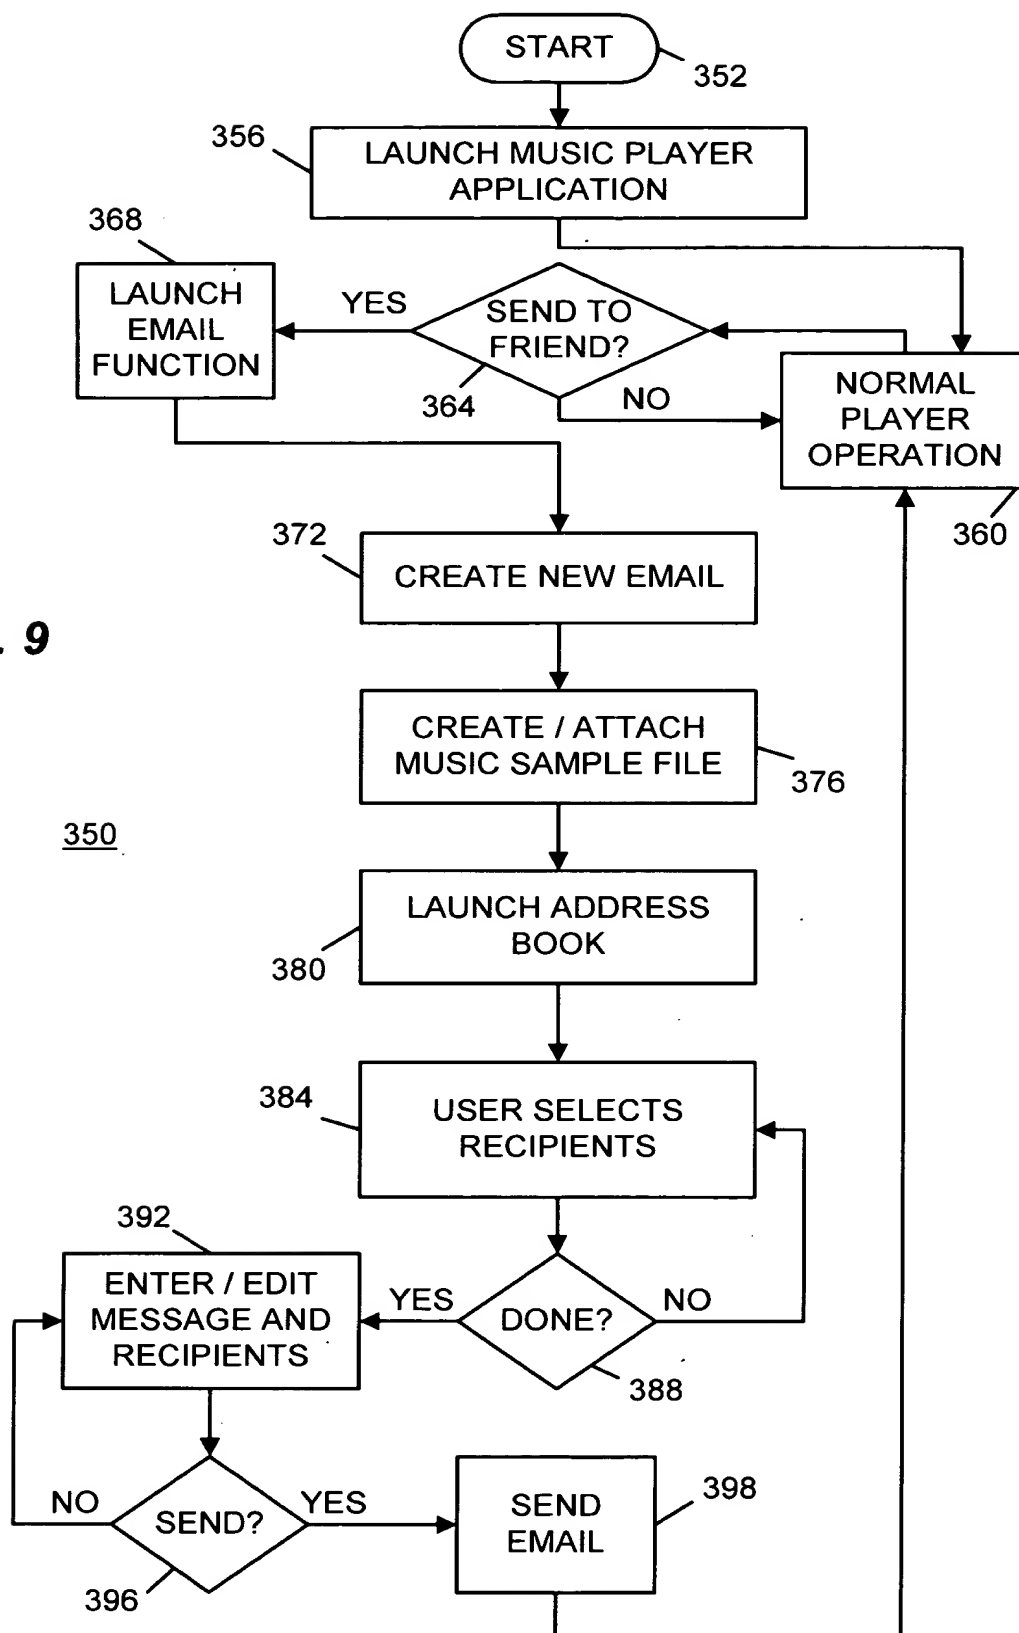 START
352
356
LAUNCH MUSIC PLAYER
APPLICATION
368
LAUNCH
EMAIL
FUNCTION
YES
SEND TO
FRIEND?
364
NO
NORMAL
PLAYER
OPERATION
360
372
CREATE NEW EMAIL
. 9
CREATE / ATTACH
MUSIC SAMPLE FILE
376
350
LAUNCH ADDRESS
BOOK
380
384
USER SELECTS
RECIPIENTS
392
ENTER / EDIT
MESSAGE AND
RECIPIENTS
YES
DONE?
NO
388
NO
SEND?
YES
396
SEND
EMAIL
398